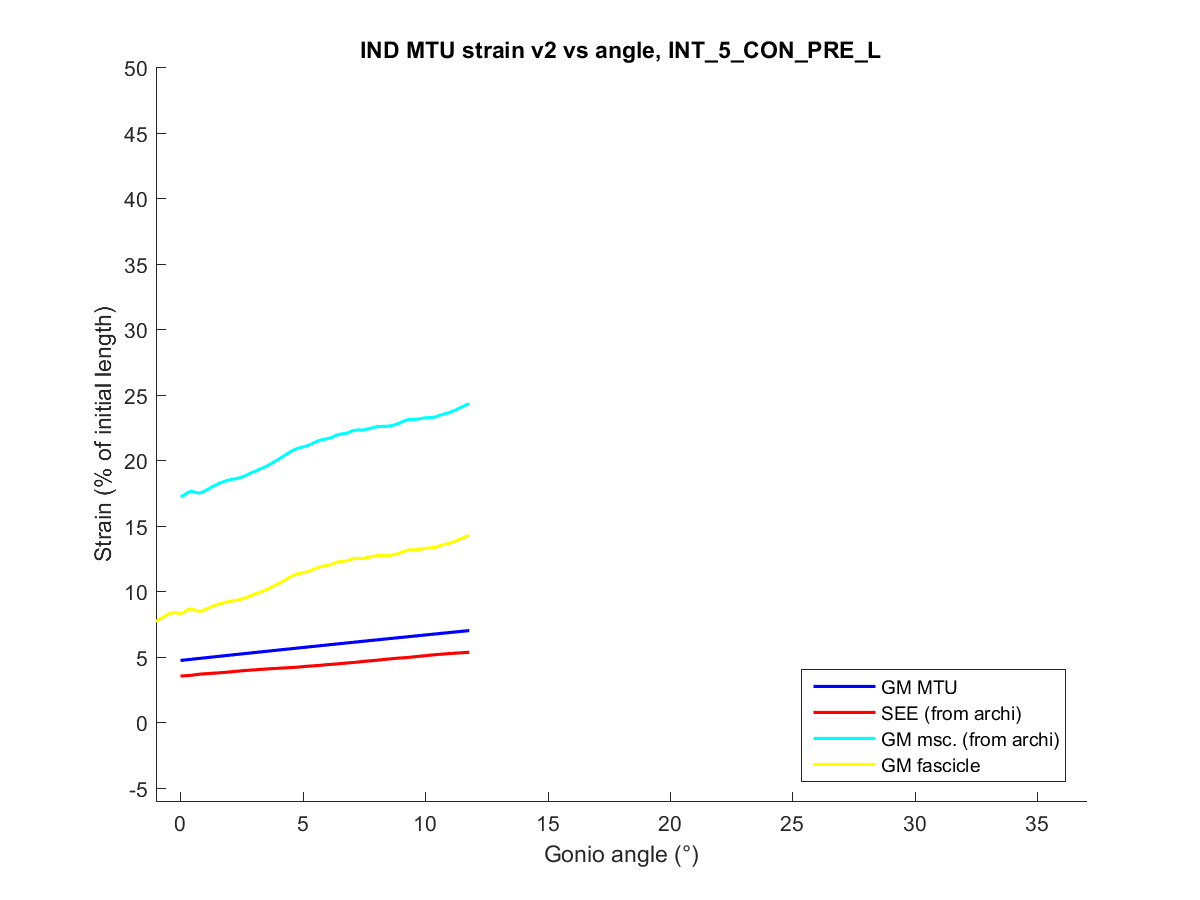 IND MTU strain v2 vs angle, INT_5_CON_PRE_L
50
45
40
35
30
25
20
15
10
5
0
-5
Strain (% of initial length)
0 5 10 15 20 25 30 35
Gonio angle (°)
GM MTU
SEE (from archi)
GM msc. (from archi)
GM fascicle